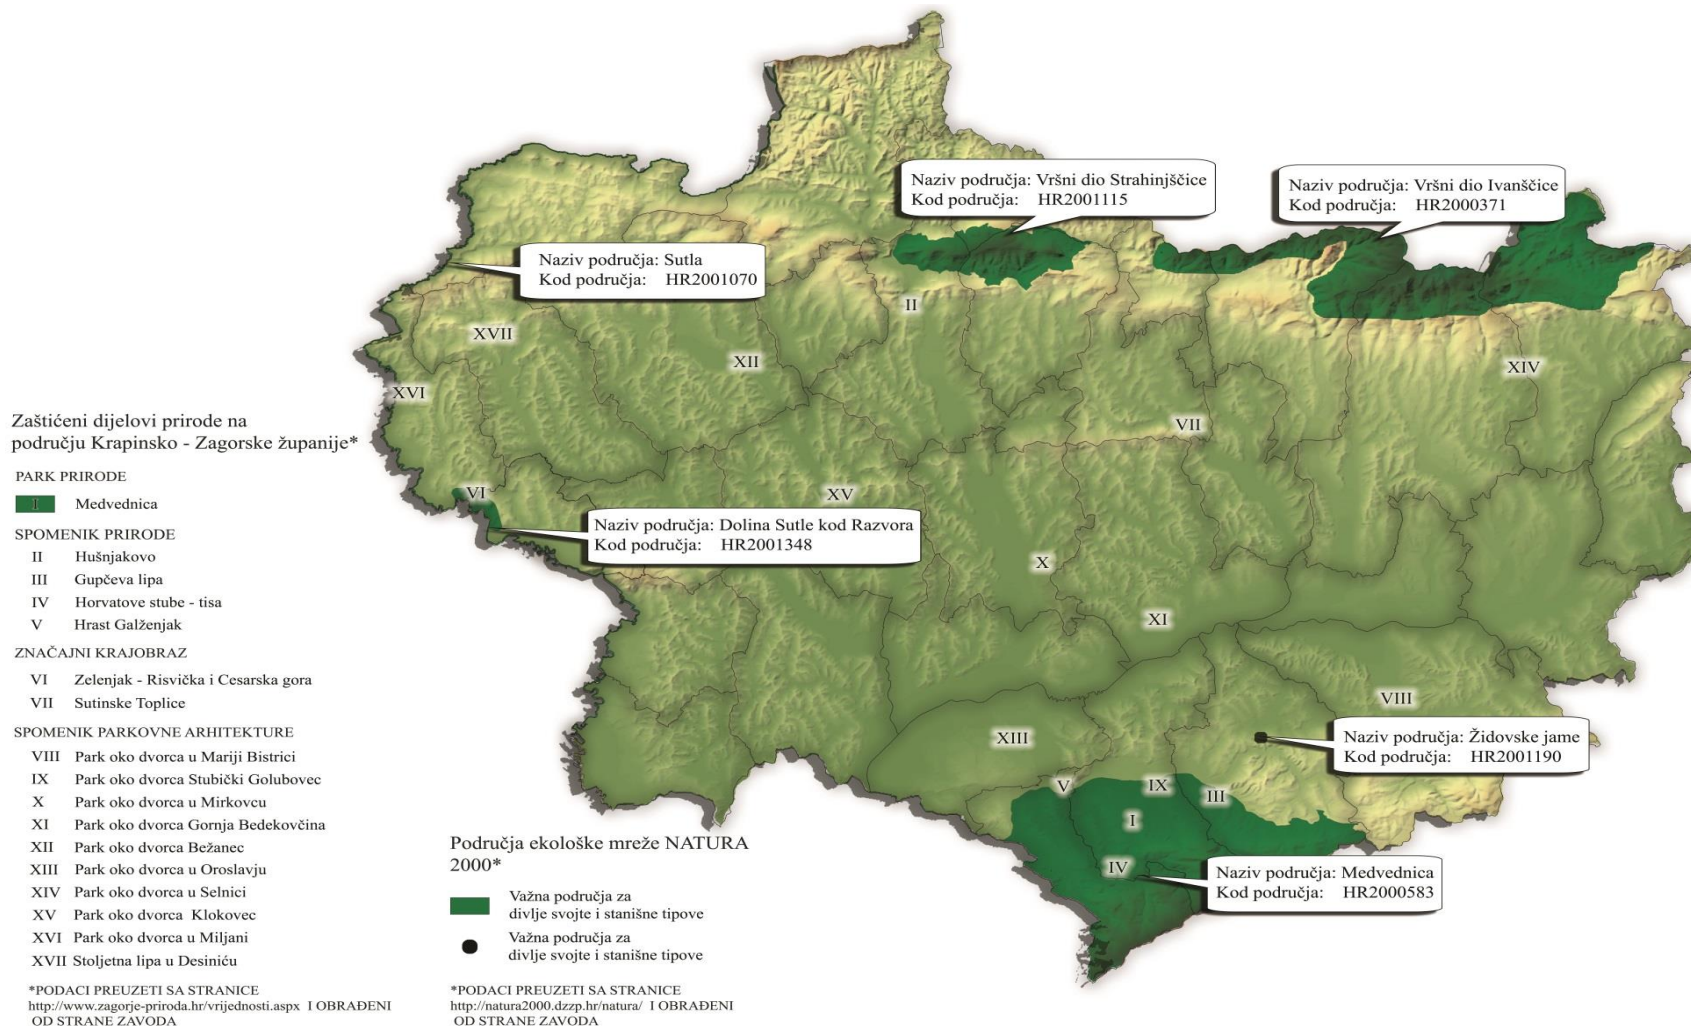 Naziv područja: Vršni dio Strahinjščice
Kod područja: HR2001115
Naziv područja: Vršni dio Ivanščice
Kod područja: HR2000371
Naziv područja: Sutla
Kod područja: HR2001070
II
XVII
XII
XIV
XVI
VII
VI
XV
Naziv područja: Dolina Sutle kod Razvora
Kod područja: HR2001348
X
XI
VIII
XIII
Naziv područja: Židovske jame
Kod područja: HR2001190
V
IX
III
I
IV
Naziv područja: Medvednica
Kod područja: HR2000583
Zaštićeni dijelovi prirode na
području Krapinsko - Zagorske županije*
PARK PRIRODE
I Medvednica
SPOMENIK PRIRODE
II Hušnjakovo
III Gupčeva lipa
IV Horvatove stube - tisa
V Hrast Galženjak
ZNAČAJNI KRAJOBRAZ
VI Zelenjak - Risvička i Cesarska gora
VII Sutinske Toplice
SPOMENIK PARKOVNE ARHITEKTURE
VIII Park oko dvorca u Mariji Bistrici
IX Park oko dvorca Stubički Golubovec
X Park oko dvorca u Mirkovcu
XI Park oko dvorca Gornja Bedekovčina
XII Park oko dvorca Bežanec
XIII Park oko dvorca u Oroslavju
XIV Park oko dvorca u Selnici
XV Park oko dvorca Klokovec
XVI Park oko dvorca u Miljani
XVII Stoljetna lipa u Desiniću
*PODACI PREUZETI SA STRANICE
http://www.zagorje-priroda.hr/vrijednosti.aspx I OBRAĐENI
OD STRANE ZAVODA
Područja ekološke mreže NATURA
2000*
Važna područja za
divlje svojte i stanišne tipove
Važna područja za
divlje svojte i stanišne tipove
*PODACI PREUZETI SA STRANICE
http://natura2000.dzzp.hr/natura/ I OBRAĐENI
OD STRANE ZAVODA